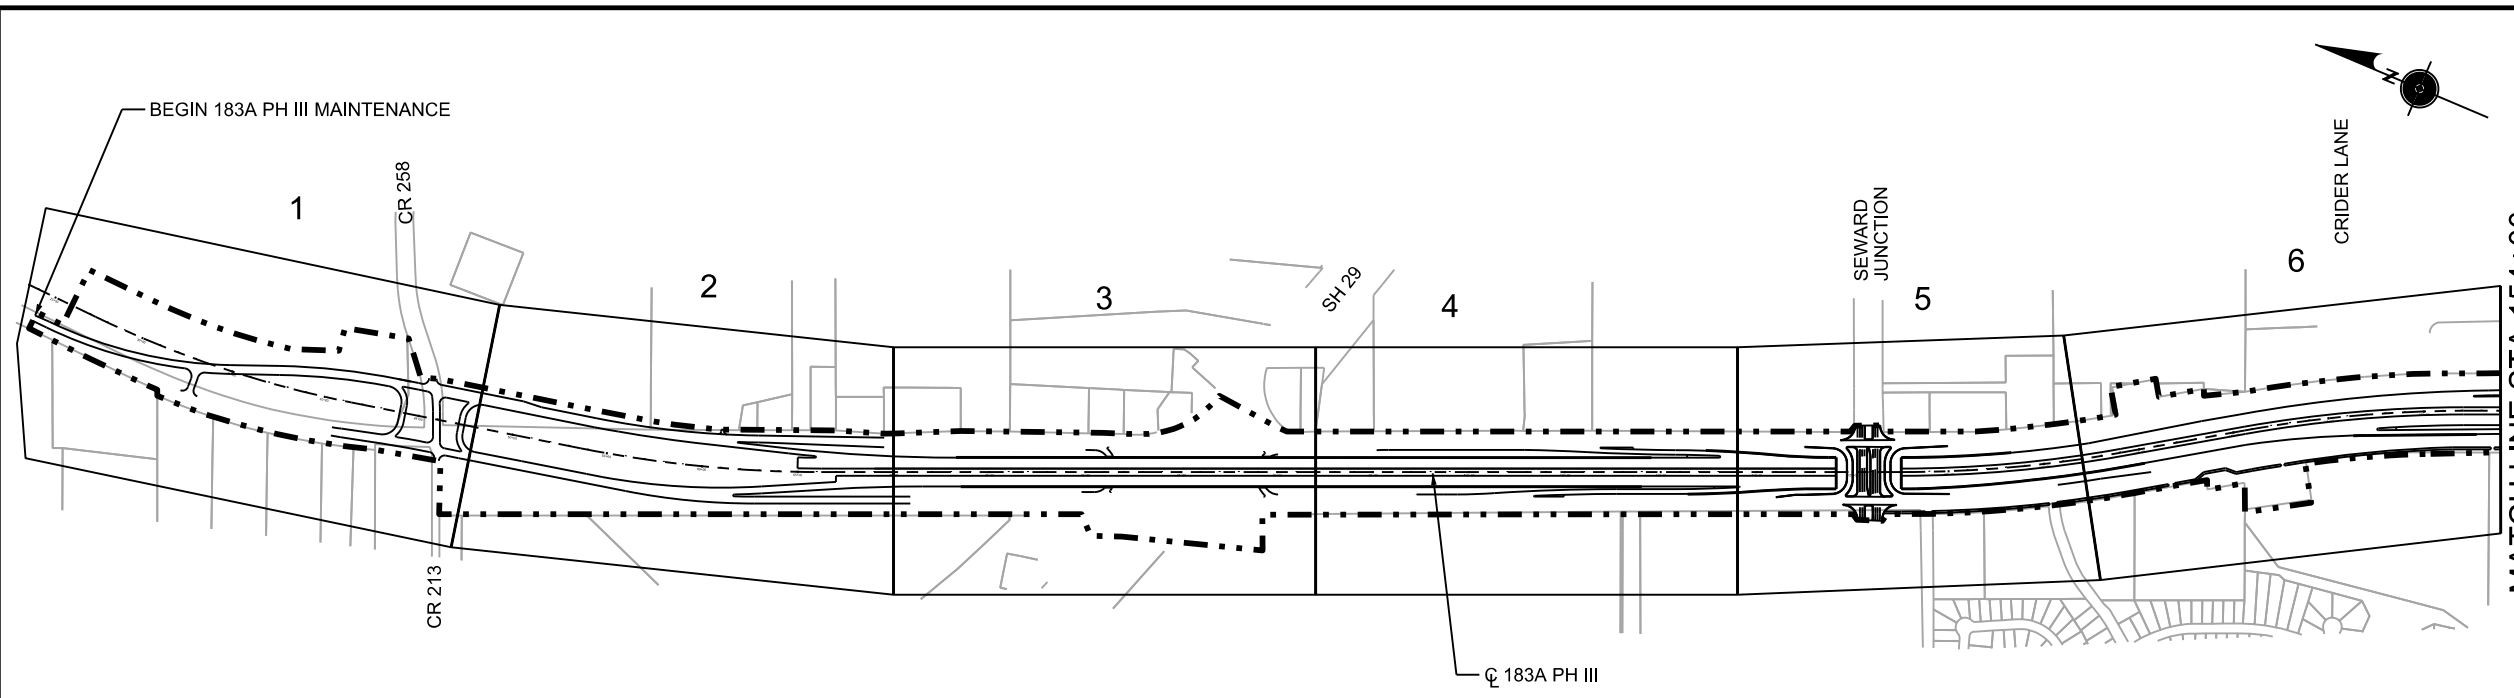 BEGIN 183A PH III MAINTENANCE
N
1
CR 258
2
3
SH 29
4
SEWARD
JUNCTION
5
6
CRIDER LANE
CR 213
℄ 183A PH III